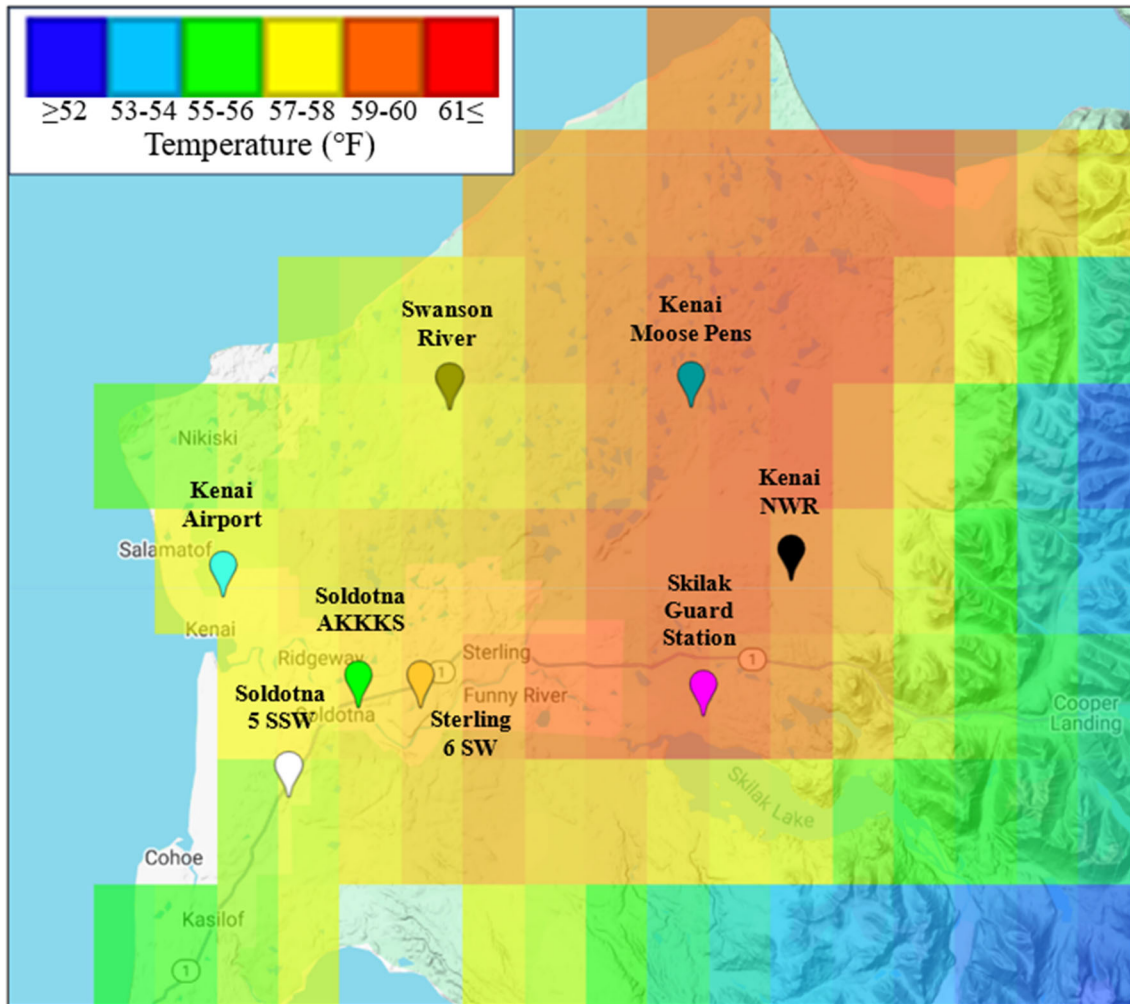 ≥52 53-54 55-56 57-58 59-60 61≤
Temperature (°F)
Swanson
River
Kenai
Moose Pens
Nikiski
Kenai
Airport
Kenai
NWR
Salamatof
Soldotna
AKKKS
Skilak
Guard
Station
Kenai
Ridgeway
Sterling
1
1
Soldotna
5 SSW
Funny River
Soldotna
Sterling
6 SW
Cooper
Landing
Skilak Lake
Cohoe
Kasilof
1